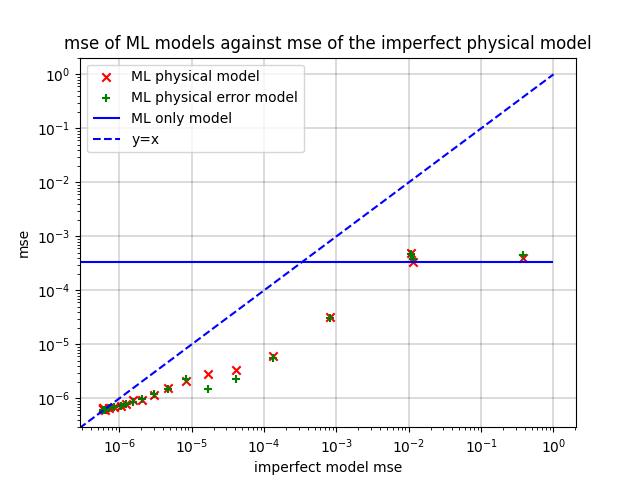 mse of ML models against mse of the imperfect physical model
ML physical model
ML physical error model
ML only model
y=x
mse
10⁰
10⁻¹
10⁻²
10⁻³
10⁻⁴
10⁻⁵
10⁻⁶
10⁻⁶ 10⁻⁵ 10⁻⁴ 10⁻³ 10⁻² 10⁻¹ 10⁰
imperfect model mse